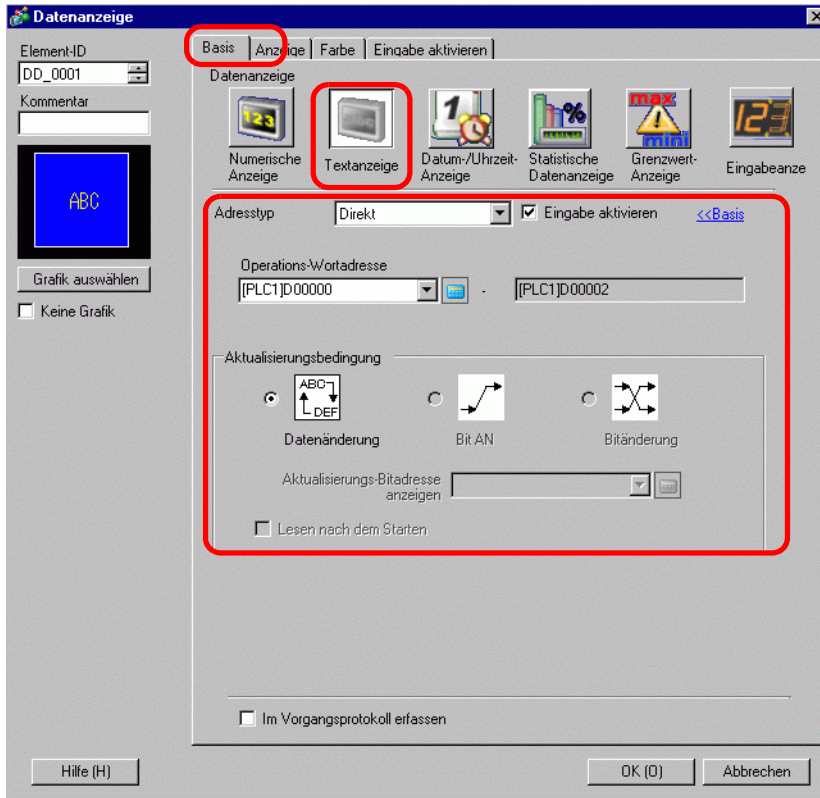 Datenanzeige
Element-ID
DD_0001
Kommentar
ABC
Grafik auswählen
Keine Grafik
Basis
Anzeige
Farbe
Eingabe aktivieren
Datenanzeige
Numerische
Anzeige
Textanzeige
Datum-/Uhrzeit-
Anzeige
Statistische
Datenanzeige
Grenzwert-
Anzeige
Eingabeanze
Adresstyp
Direkt
Eingabe aktivieren
<<Basis
Operations-Wortadresse
[PLC1]D00000
-
[PLC1]D00002
Aktualisierungsbedingung
ABC
DEF
Datenänderung
Bit AN
Bitänderung
Aktualisierungs-Bitadresse
anzeigen
Lesen nach dem Starten
Im Vorgangsprotokoll erfassen
Hilfe (H)
OK (O)
Abbrechen